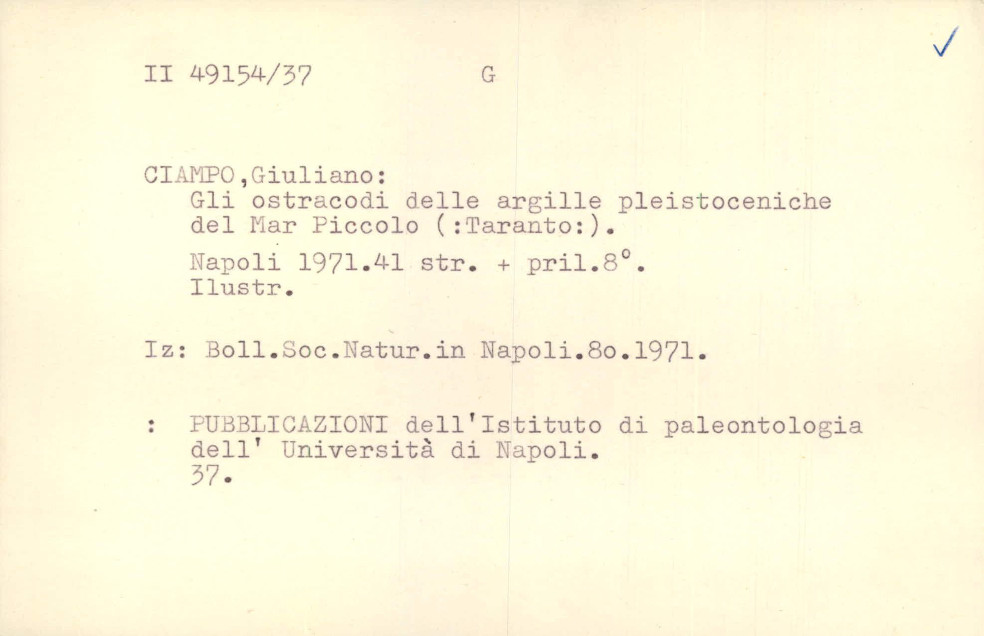 II 49154/37 G
CIAMPO,Giuliano:
Gli ostracodi delle argille pleistoceniche
del Mar Piccolo (:Taranto:).
Napoli 1971.41 str. + pril.8°.
Ilustr.
Iz: Boll.Soc.Natur.in Napoli.80.1971.
: PUBBLICAZIONI dell'Istituto di paleontologia
dell' Università di Napoli.
37.